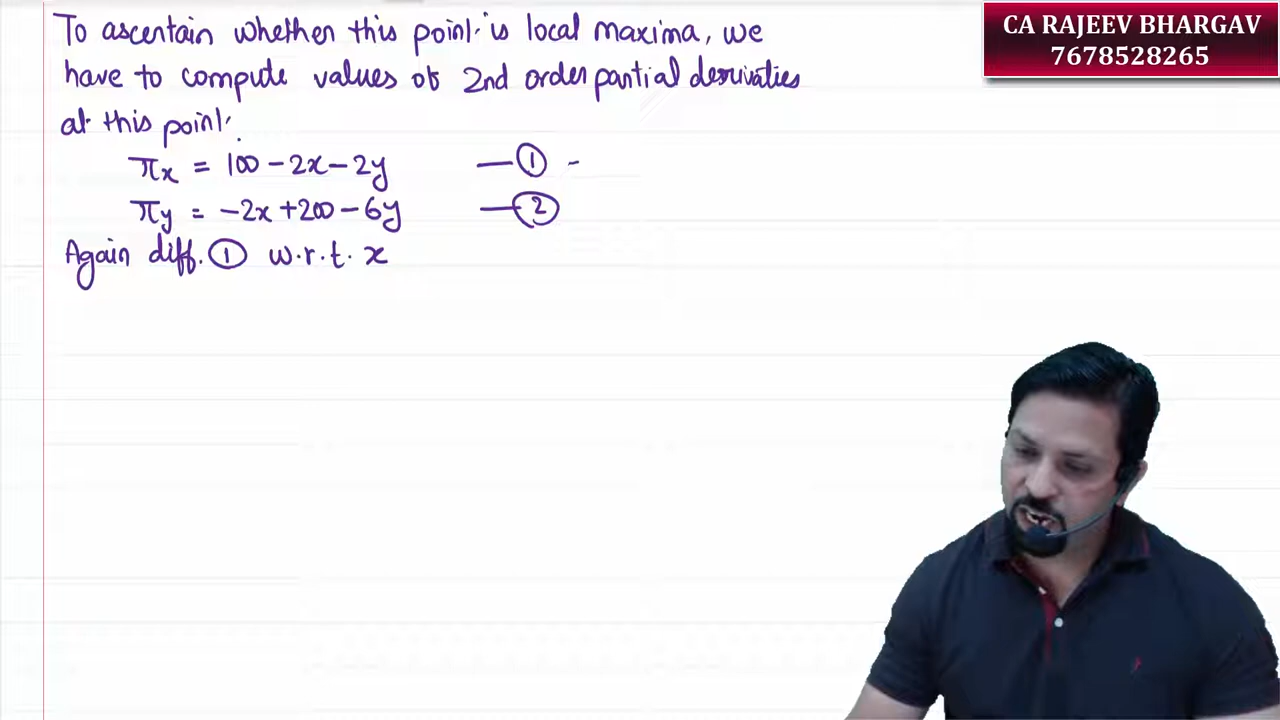 CA RAJEEV BHARGAV
7678528265
To ascertain whether this point is local maxima, we
have to compute values of 2nd order partial derivaties
at this point.
πx = 100 - 2x - 2y — ① -
πy = -2x + 200 - 6y — ②
Again diff. ① w.r.t. x